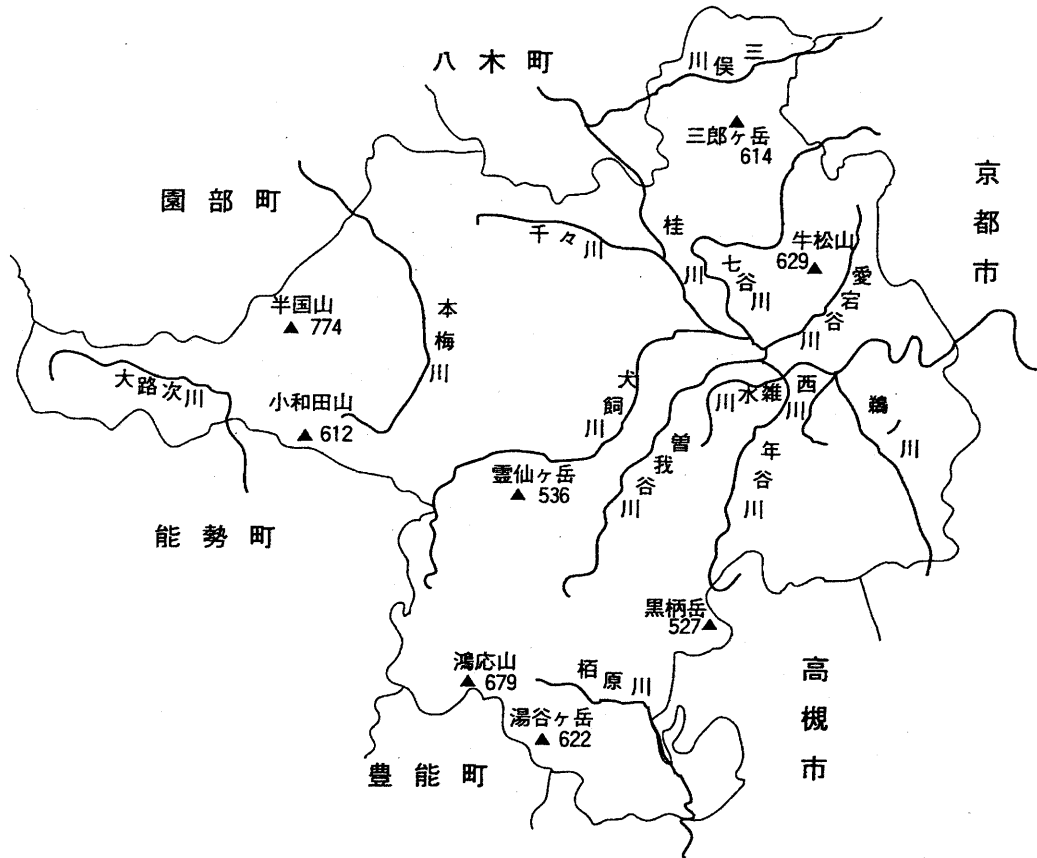 八木町
三俣川
三郎ヶ岳
614
京都市
園部町
千々川
桂川
七谷川
牛松山
629
愛宕谷川
半国山
774
本梅川
大路次川
小和田山
612
犬飼川
雑水川
西川
鵜ノ川
曽我谷川
年谷川
霊仙ヶ岳
536
能勢町
黒柄岳
527
高槻市
鴻応山
679
栢原川
湯谷ヶ岳
622
豊能町